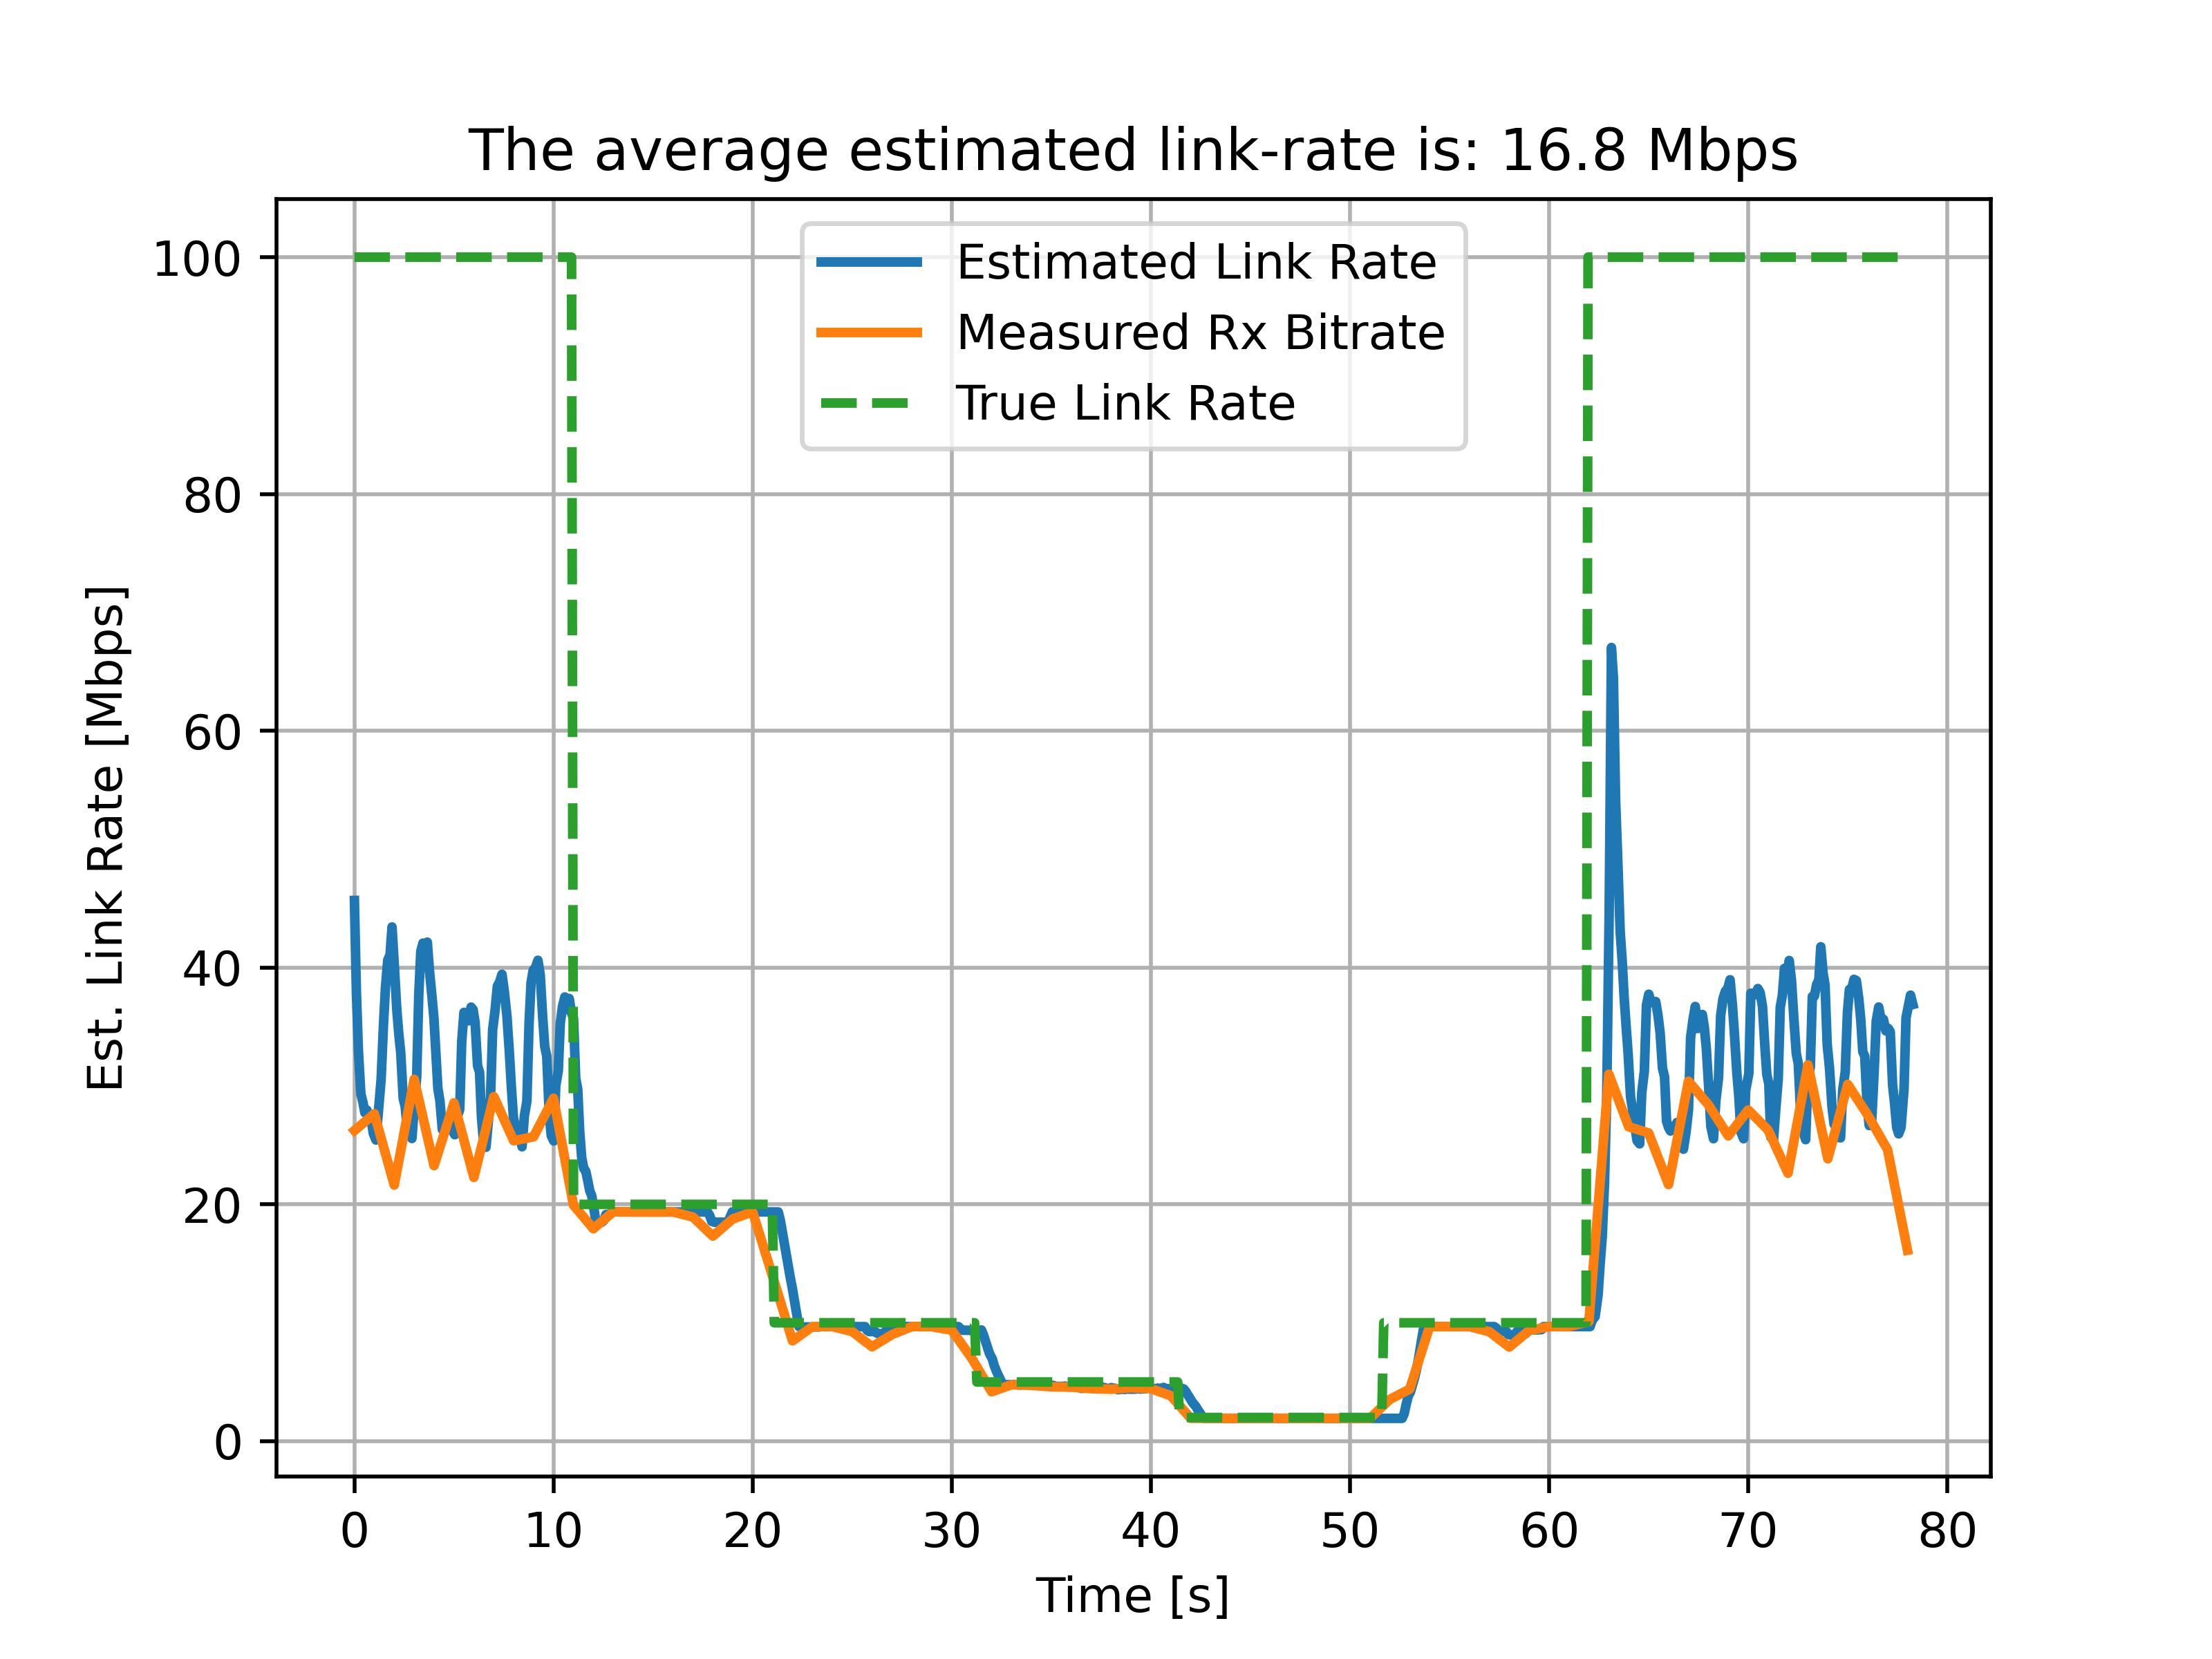 The average estimated link-rate is: 16.8 Mbps
Estimated Link Rate
Measured Rx Bitrate
True Link Rate
100
80
60
40
20
0
Est. Link Rate [Mbps]
0 10 20 30 40 50 60 70 80
Time [s]